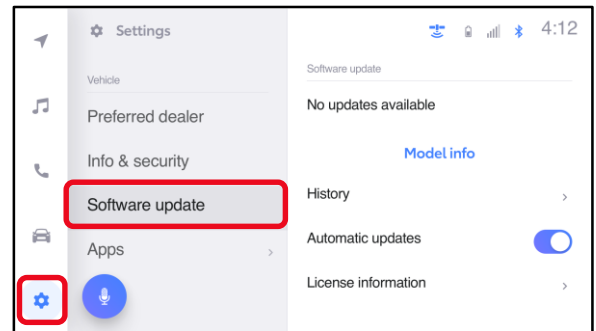 Settings
4:12
Vehicle
Preferred dealer
Info & security
Software update
Apps
Software update
No updates available
Model info
History
Automatic updates
License information